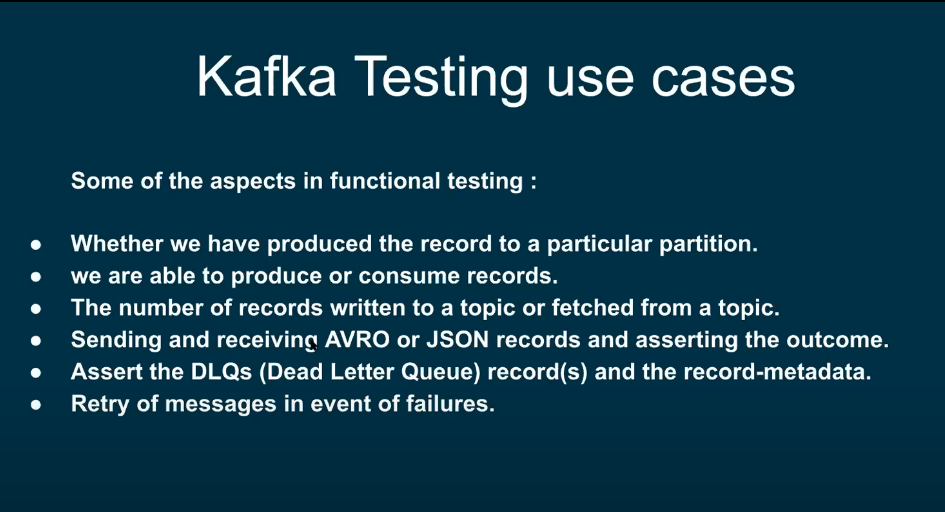 Kafka Testing use cases
Some of the aspects in functional testing :
● Whether we have produced the record to a particular partition.
● we are able to produce or consume records.
● The number of records written to a topic or fetched from a topic.
● Sending and receiving AVRO or JSON records and asserting the outcome.
● Assert the DLQs (Dead Letter Queue) record(s) and the record-metadata.
● Retry of messages in event of failures.